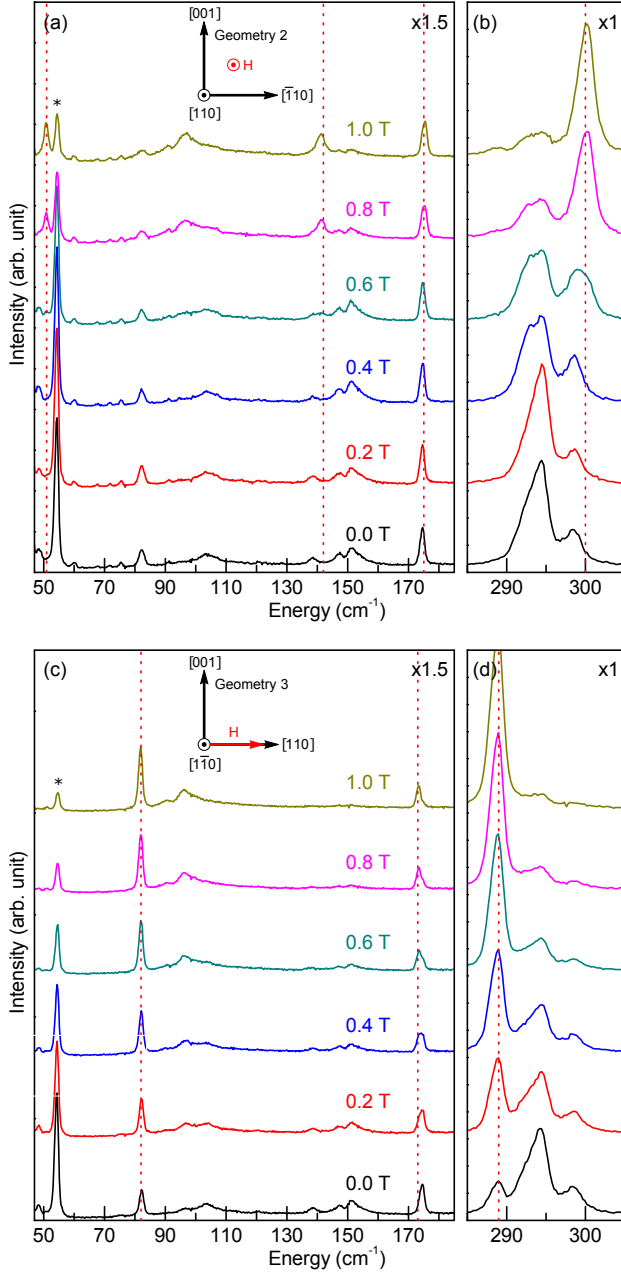 (a)
[001]
Geometry 2
H
[110]
[1̅10]
x1.5
*
1.0 T
0.8 T
0.6 T
0.4 T
0.2 T
0.0 T
50 70 90 110 130 150 170
Energy (cm⁻¹)
Intensity (arb. unit)
(b)
x1
290 300
(c)
[001]
Geometry 3
H
[110]
[11̅0]
x1.5
*
1.0 T
0.8 T
0.6 T
0.4 T
0.2 T
0.0 T
50 70 90 110 130 150 170
Energy (cm⁻¹)
Intensity (arb. unit)
(d)
x1
290 300